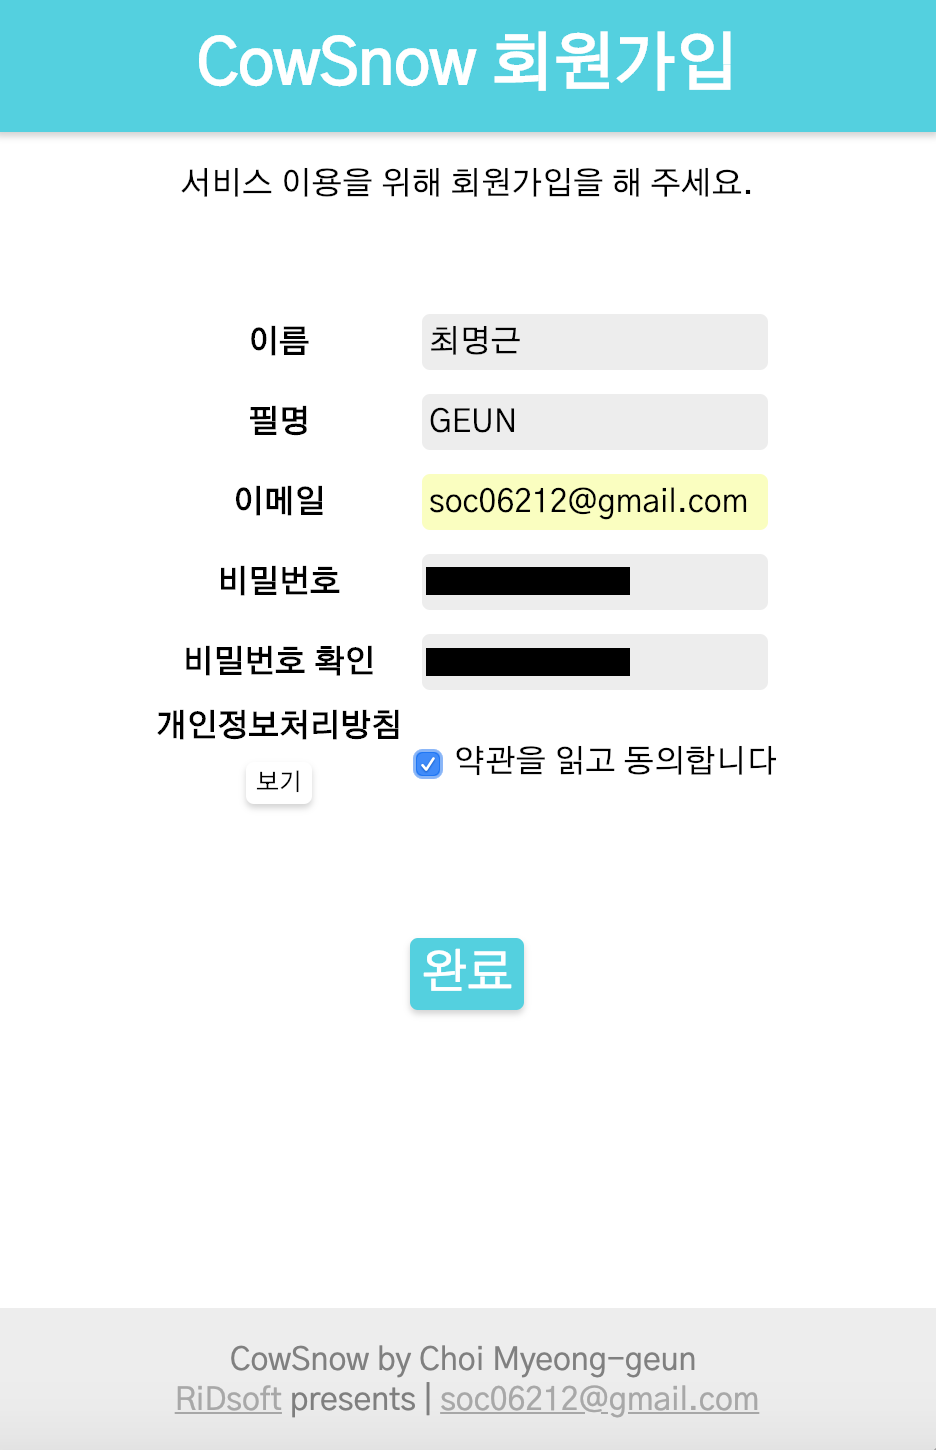 CowSnow 회원가입
서비스 이용을 위해 회원가입을 해 주세요.
이름 최명근
필명 GEUN
이메일 soc06212@gmail.com
비밀번호
비밀번호 확인
개인정보처리방침
보기
약관을 읽고 동의합니다
완료
CowSnow by Choi Myeong-geun
RiDsoft presents | soc06212@gmail.com